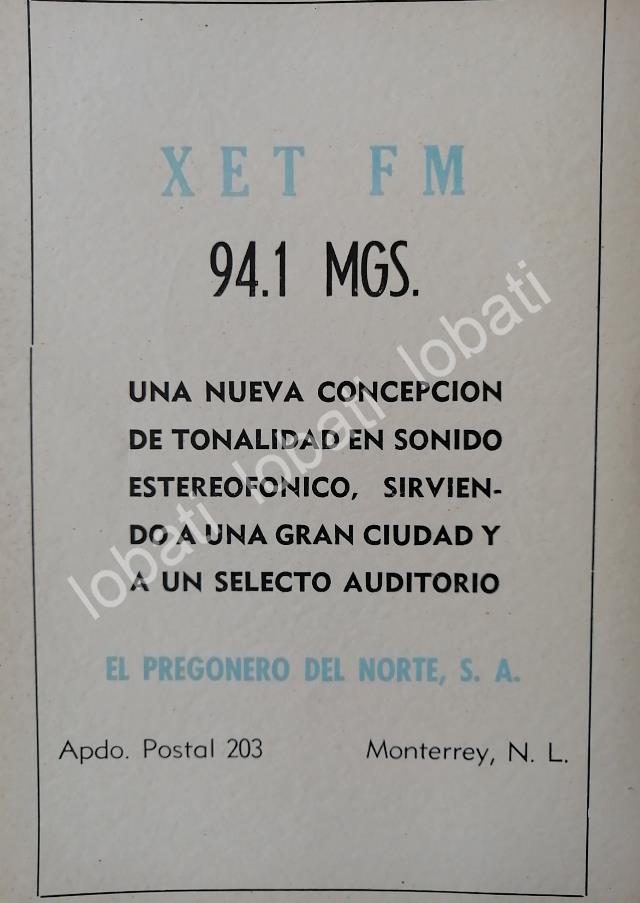 XET FM
94.1 MGS.
UNA NUEVA CONCEPCION
DE TONALIDAD EN SONIDO
ESTEREOFONICO, SIRVIEN-
DO A UNA GRAN CIUDAD Y
A UN SELECTO AUDITORIO
EL PREGONERO DEL NORTE, S. A.
Apdo. Postal 203 Monterrey, N. L.
lobati lobati lobati lobati